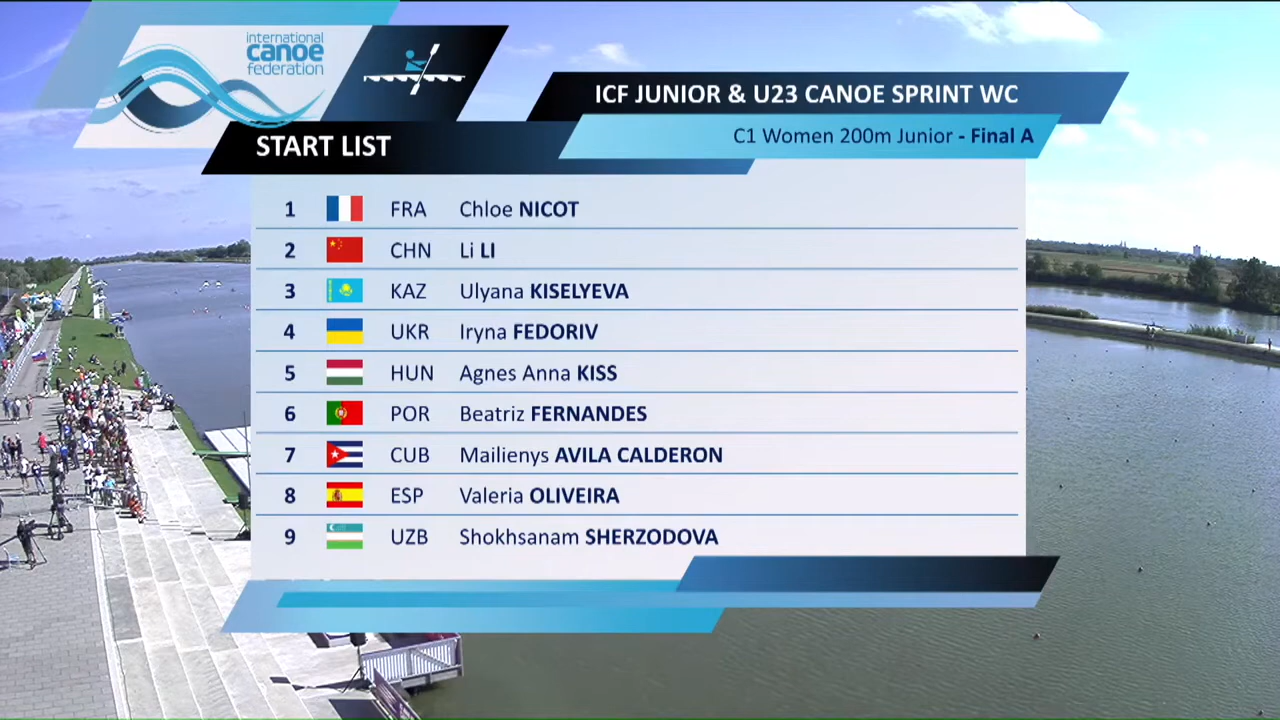 international
canoe
federation
ICF JUNIOR & U23 CANOE SPRINT WC
C1 Women 200m Junior - Final A
START LIST
1 FRA Chloe NICOT
2 CHN Li LI
3 KAZ Ulyana KISELYEVA
4 UKR Iryna FEDORIV
5 HUN Agnes Anna KISS
6 POR Beatriz FERNANDES
7 CUB Mailienys AVILA CALDERON
8 ESP Valeria OLIVEIRA
9 UZB Shokhsanam SHERZODOVA